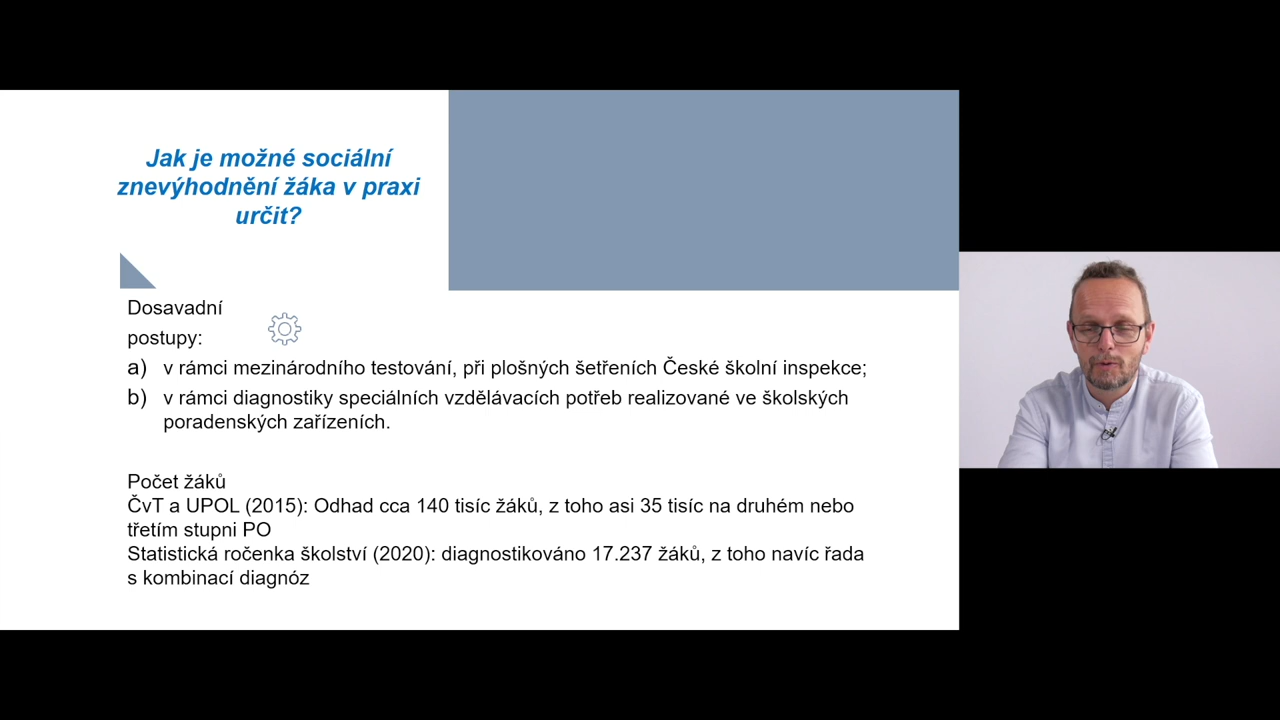 Jak je možné sociální
znevýhodnění žáka v praxi
určit?
Dosavadní
postupy:
a) v rámci mezinárodního testování, při plošných šetřeních České školní inspekce;
b) v rámci diagnostiky speciálních vzdělávacích potřeb realizované ve školských
poradenských zařízeních.
Počet žáků
ČvT a UPOL (2015): Odhad cca 140 tisíc žáků, z toho asi 35 tisíc na druhém nebo
třetím stupni PO
Statistická ročenka školství (2020): diagnostikováno 17.237 žáků, z toho navíc řada
s kombinací diagnóz